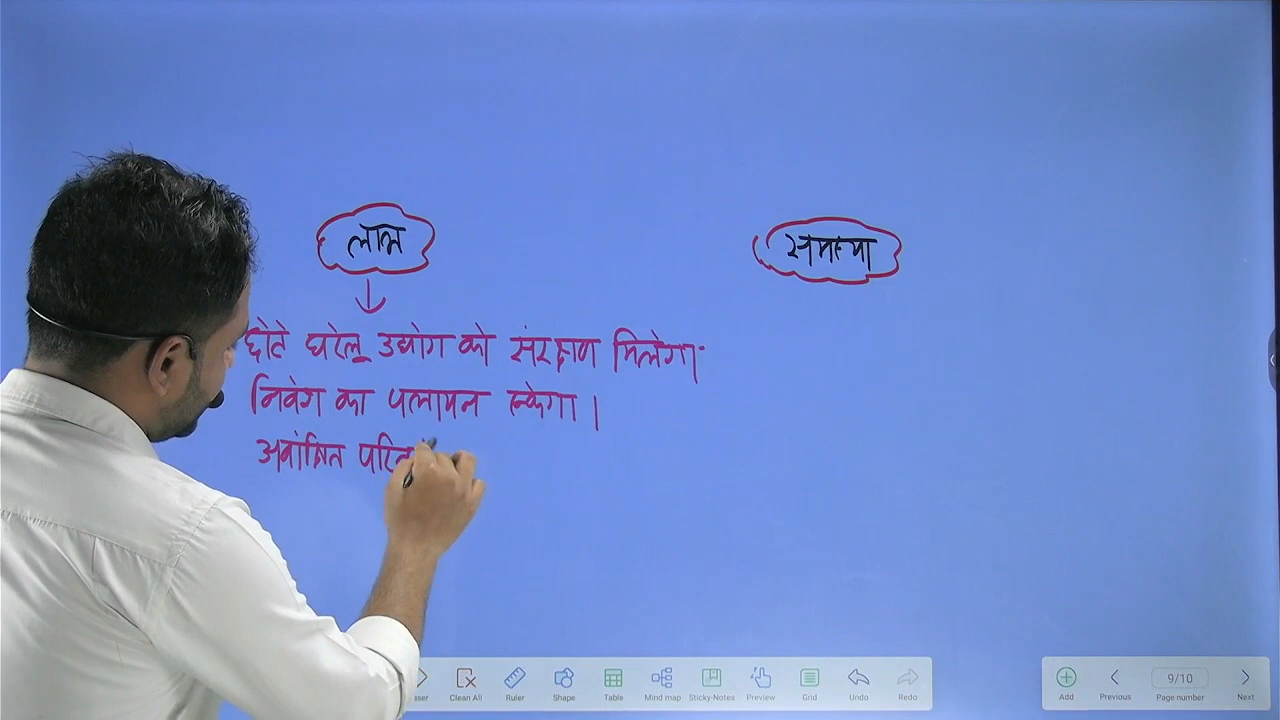 लाभ
समस्या
छोटे घरेलू उद्योग को संरक्षण मिलेगा
निवेश का पलायन रुकेगा।
अवांछित
Clean All Ruler Shape Table Mind map Sticky-Notes Preview Grid Undo Redo
Add Previous 9/10 Page number Next